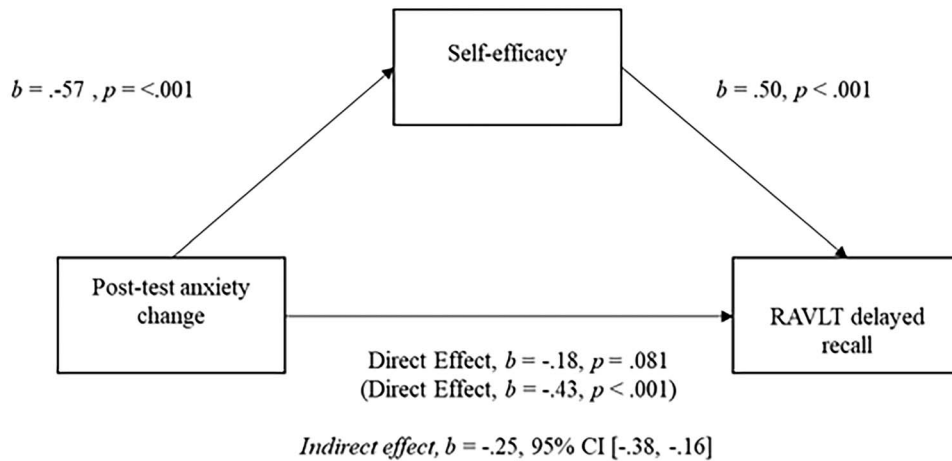 Self-efficacy
b = .-57 , p = <.001
b = .50, p < .001
Post-test anxiety
change
RAVLT delayed
recall
Direct Effect, b = -.18, p = .081
(Direct Effect, b = -.43, p < .001)
Indirect effect, b = -.25, 95% CI [-.38, -.16]